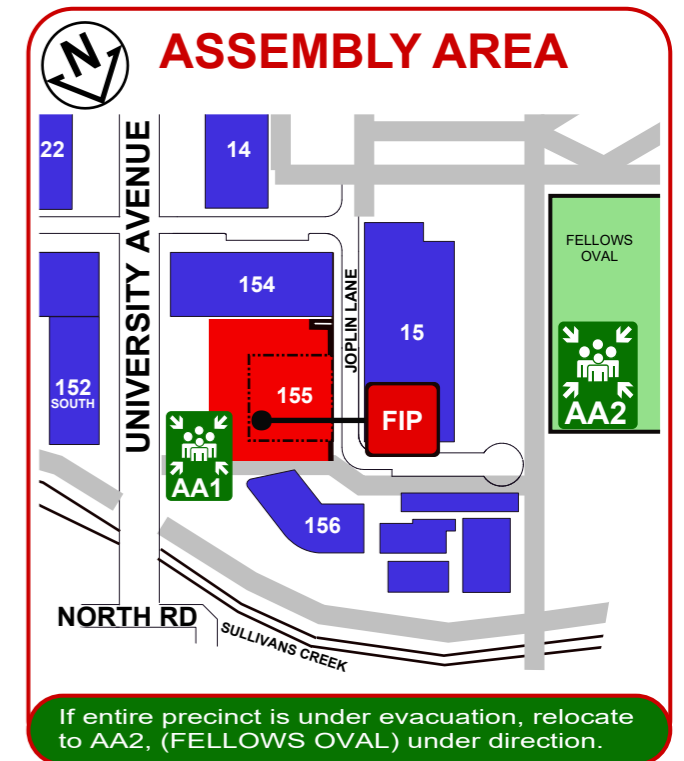 N
ASSEMBLY AREA
22
14
UNIVERSITY AVENUE
FELLOWS
OVAL
154
JOPLIN LANE
15
152
SOUTH
155
FIP
AA1
AA2
156
NORTH RD
SULLIVANS CREEK
If entire precinct is under evacuation, relocate
to AA2, (FELLOWS OVAL) under direction.